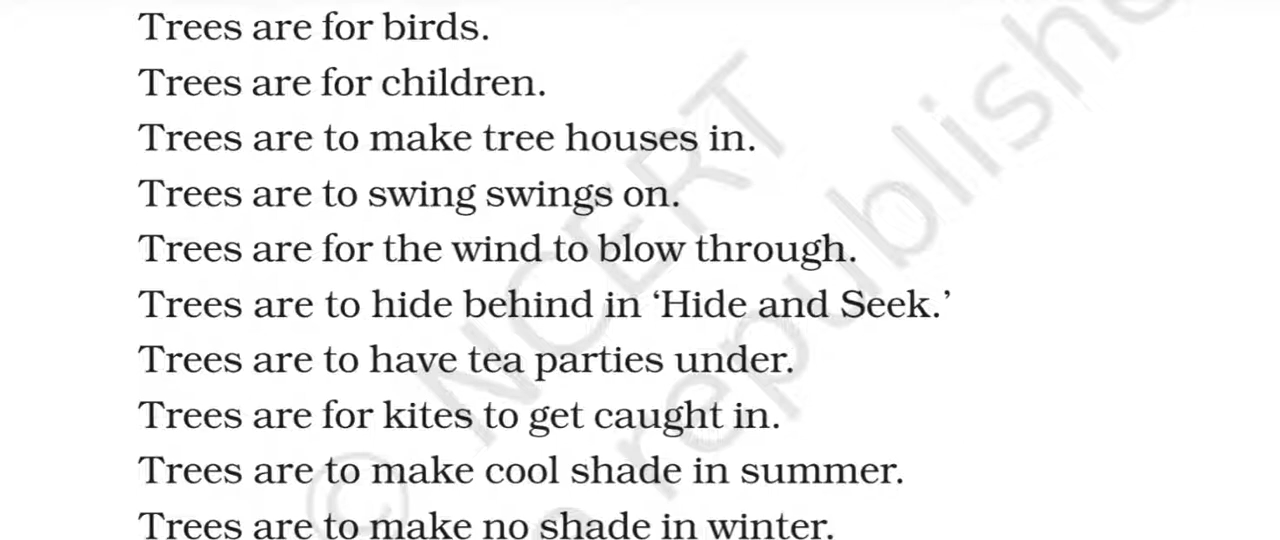 Trees are for birds.
Trees are for children.
Trees are to make tree houses in.
Trees are to swing swings on.
Trees are for the wind to blow through.
Trees are to hide behind in ‘Hide and Seek.’
Trees are to have tea parties under.
Trees are for kites to get caught in.
Trees are to make cool shade in summer.
Trees are to make no shade in winter.
© NCERT
republishe